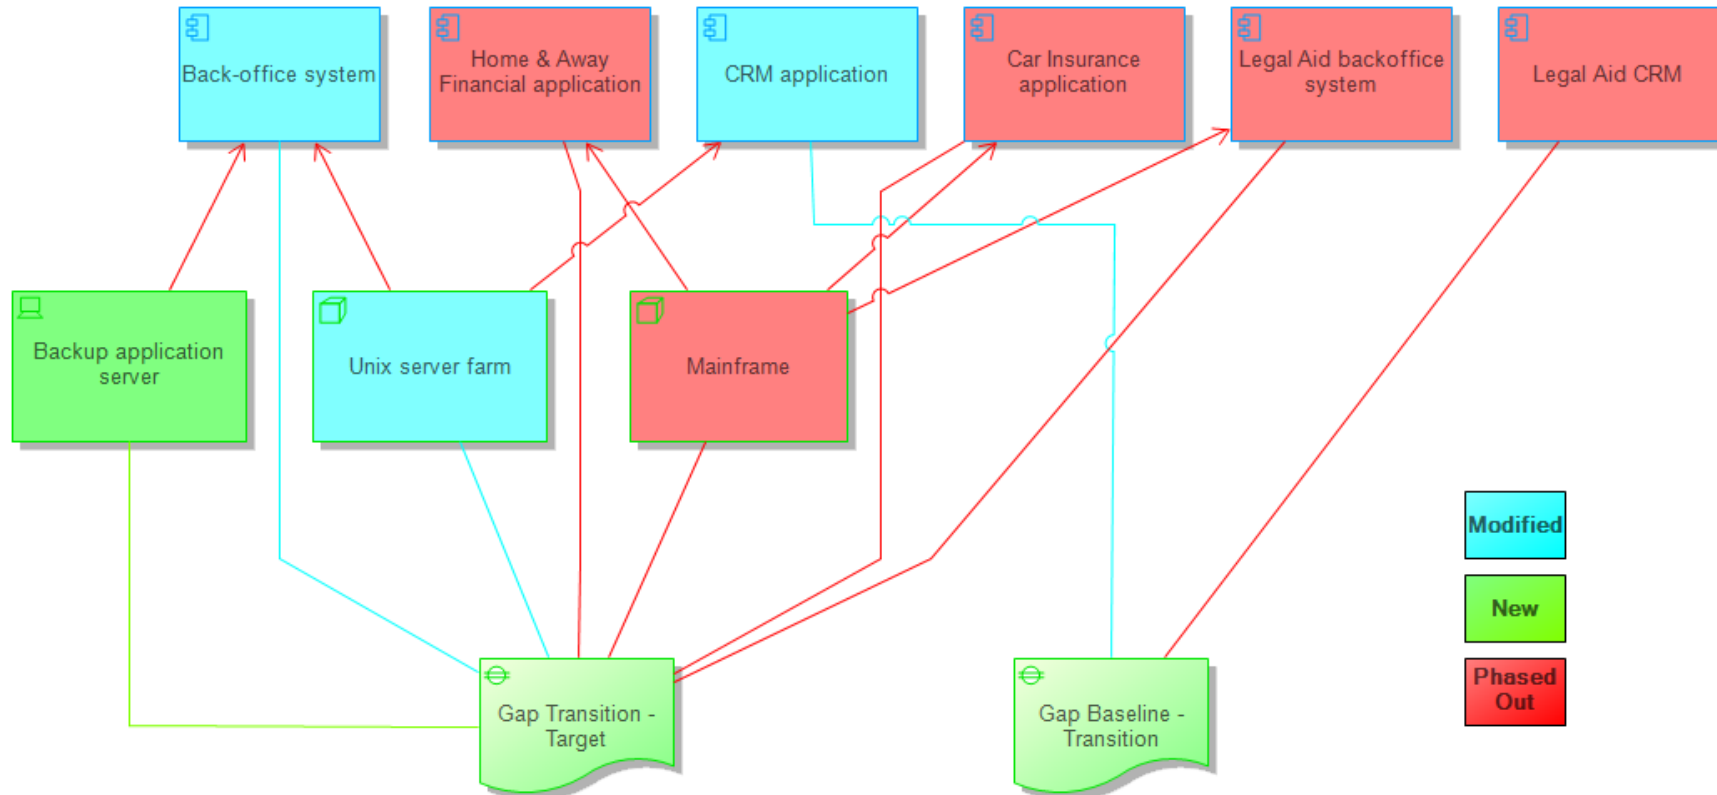 Back-office system
Home & Away
Financial application
CRM application
Car Insurance
application
Legal Aid backoffice
system
Legal Aid CRM
Backup application
server
Unix server farm
Mainframe
Modified
New
Phased
Out
Gap Transition -
Target
Gap Baseline -
Transition